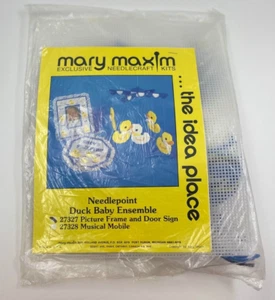 mary maxim
EXCLUSIVE NEEDLECRAFT KITS
...the idea place
Needlepoint
Duck Baby Ensemble
27327 Picture Frame and Door Sign
27328 Musical Mobile